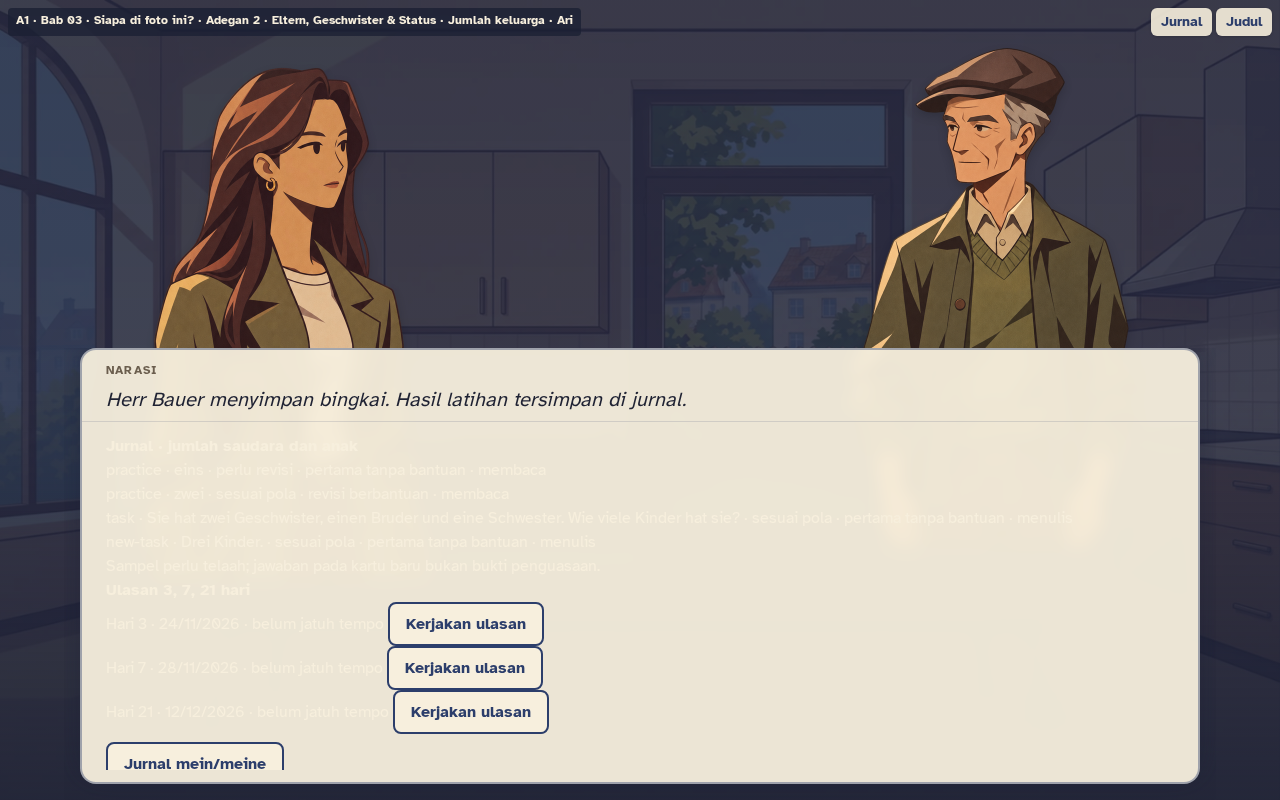 A1 · Bab 03 · Siapa di foto ini? · Adegan 2 · Eltern, Geschwister & Status · Jumlah keluarga · Ari
Jurnal
Judul
NARASI
Herr Bauer menyimpan bingkai. Hasil latihan tersimpan di jurnal.
Jurnal · jumlah saudara dan anak
practice · eins · perlu revisi · pertama tanpa bantuan · membaca
practice · zwei · sesuai pola · revisi berbantuan · membaca
task · Sie hat zwei Geschwister, einen Bruder und eine Schwester. Wie viele Kinder hat sie? · sesuai pola · pertama tanpa bantuan · menulis
new-task · Drei Kinder. · sesuai pola · pertama tanpa bantuan · menulis
Sampel perlu telaah; jawaban pada kartu baru bukan bukti penguasaan.
Ulasan 3, 7, 21 hari
Hari 3 · 24/11/2026 · belum jatuh tempo Kerjakan ulasan
Hari 7 · 28/11/2026 · belum jatuh tempo Kerjakan ulasan
Hari 21 · 12/12/2026 · belum jatuh tempo Kerjakan ulasan
Jurnal mein/meine